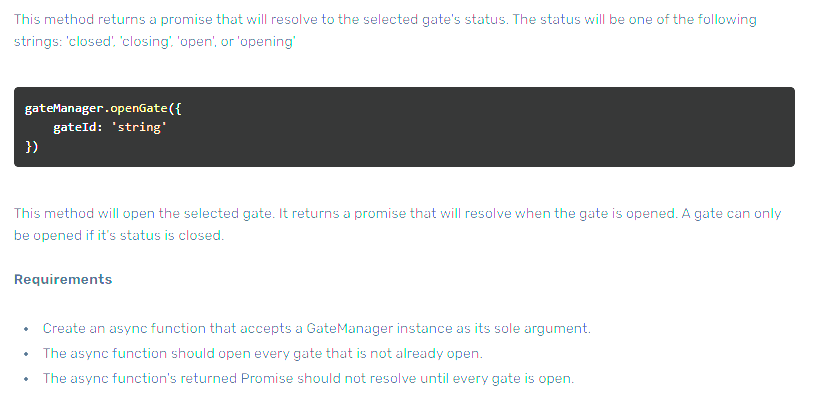 This method returns a promise that will resolve to the selected gate's status. The status will be one of the following
strings: 'closed', 'closing', 'open', or 'opening'
gateManager.openGate({
    gateId: 'string'
})
This method will open the selected gate. It returns a promise that will resolve when the gate is opened. A gate can only
be opened if it's status is closed.
Requirements
• Create an async function that accepts a GateManager instance as its sole argument.
• The async function should open every gate that is not already open.
• The async function's returned Promise should not resolve until every gate is open.